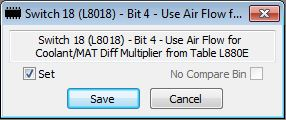 Switch 18 (L8018) - Bit 4 - Use Air Flow f...
Switch 18 (L8018) - Bit 4 - Use Air Flow for
Coolant/MAT Diff Multiplier from Table L880E
Set
No Compare Bin
Save
Cancel